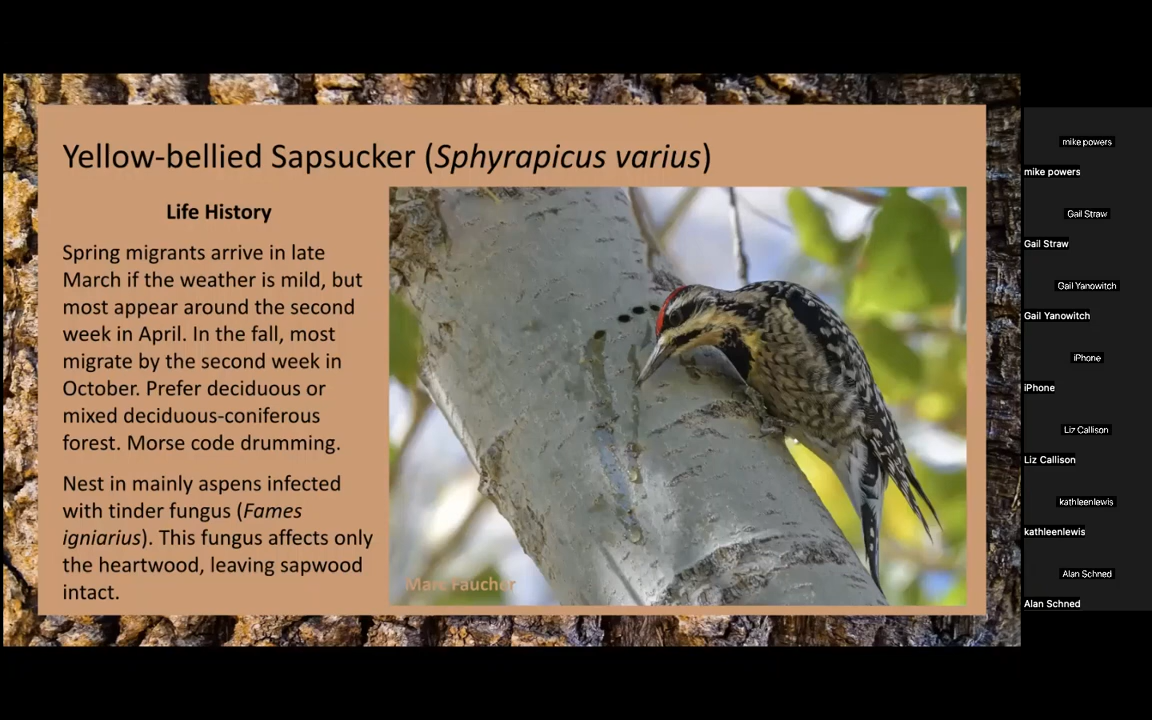 Yellow-bellied Sapsucker (Sphyrapicus varius)
Life History
Spring migrants arrive in late
March if the weather is mild, but
most appear around the second
week in April. In the fall, most
migrate by the second week in
October. Prefer deciduous or
mixed deciduous-coniferous
forest. Morse code drumming.
Nest in mainly aspens infected
with tinder fungus (Fames
igniarius). This fungus affects only
the heartwood, leaving sapwood
intact.
Marc Faucher
mike powers
mike powers
Gail Straw
Gail Straw
Gail Yanowitch
Gail Yanowitch
iPhone
iPhone
Liz Callison
Liz Callison
kathleenlewis
kathleenlewis
Alan Schned
Alan Schned